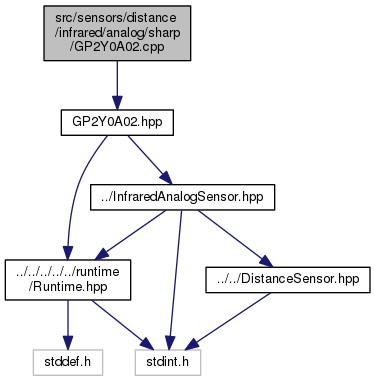 src/sensors/distance
/infrared/analog/sharp
/GP2Y0A02.cpp
GP2Y0A02.hpp
../InfraredAnalogSensor.hpp
../../../../../runtime
/Runtime.hpp
../../DistanceSensor.hpp
stddef.h
stdint.h